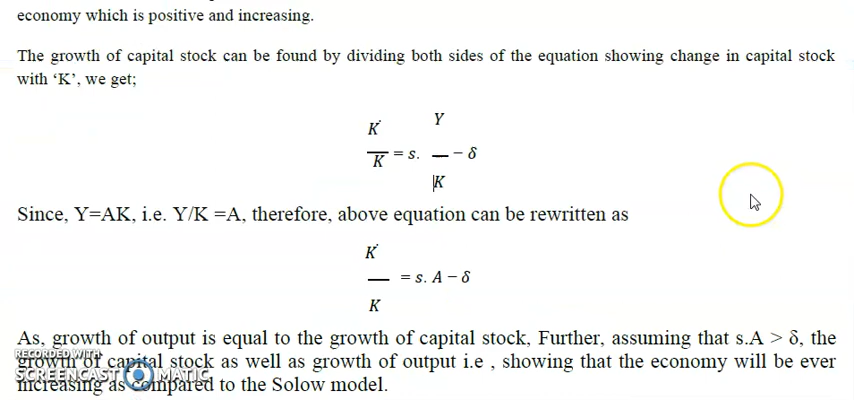 economy which is positive and increasing.
The growth of capital stock can be found by dividing both sides of the equation showing change in capital stock
with ‘K’, we get;
K̇/K = s. Y/K − δ
Since, Y=AK, i.e. Y/K =A, therefore, above equation can be rewritten as
K̇/K = s. A − δ
As, growth of output is equal to the growth of capital stock, Further, assuming that s.A > δ, the
growth of capital stock as well as growth of output i.e , showing that the economy will be ever
increasing as compared to the Solow model.
RECORDED WITH
SCREENCAST MATIC